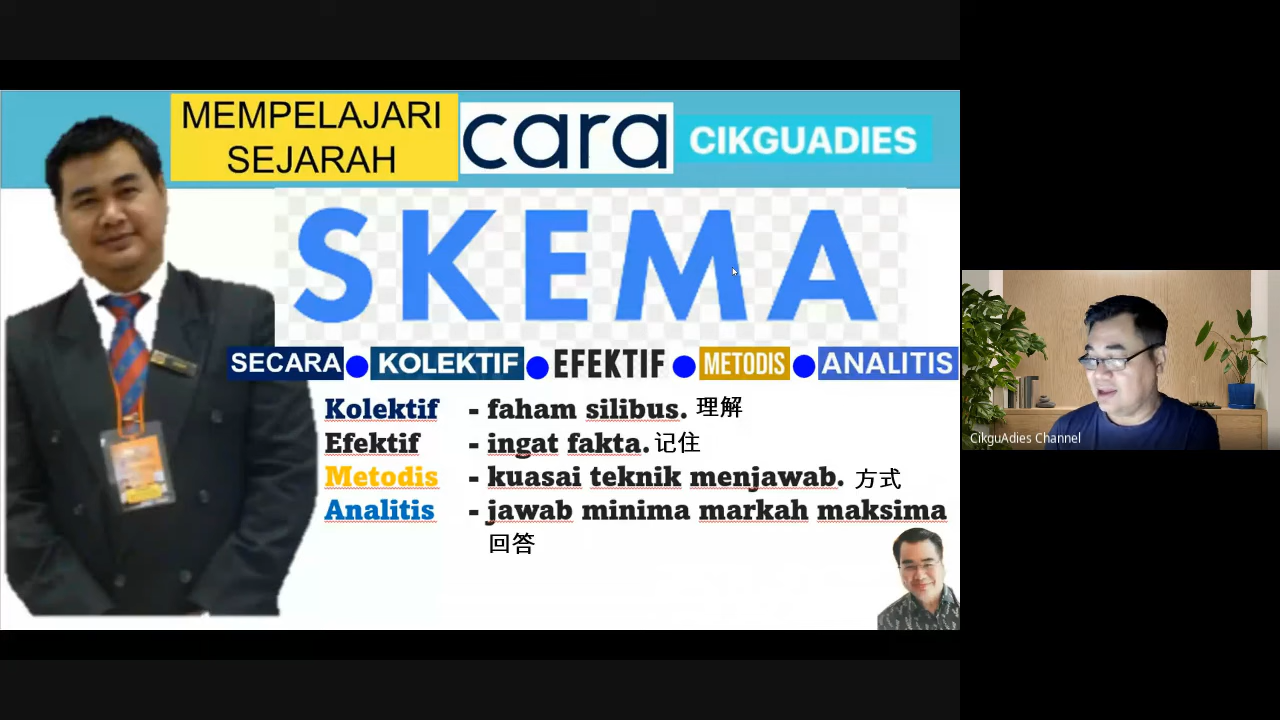 MEMPELAJARI
SEJARAH
cara
CIKGUADIES
SKEMA
SECARA KOLEKTIF EFEKTIF METODIS ANALITIS
Kolektif - faham silibus. 理解
Efektif - ingat fakta. 记住
Metodis - kuasai teknik menjawab. 方式
Analitis - jawab minima markah maksima
回答
CikguAdies Channel